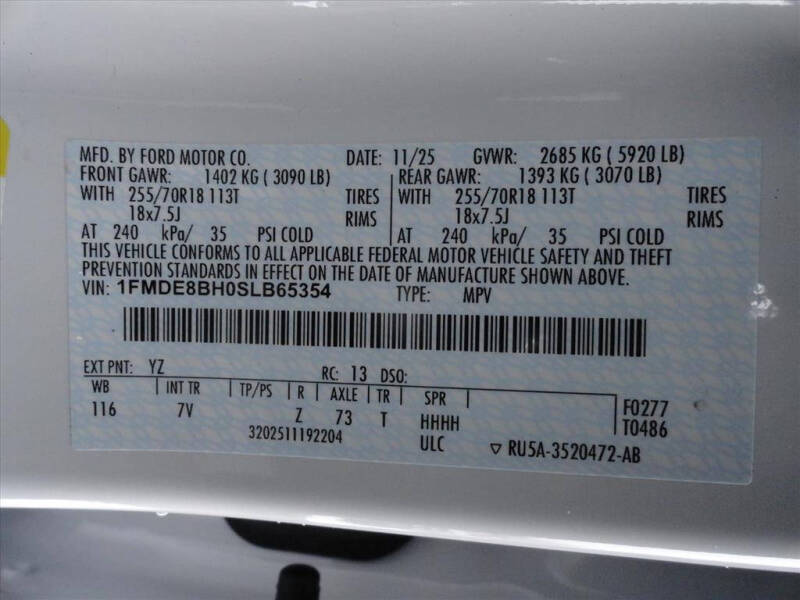 MFD. BY FORD MOTOR CO. DATE: 11/25 GVWR: 2685 KG ( 5920 LB)
FRONT GAWR: 1402 KG ( 3090 LB) REAR GAWR: 1393 KG ( 3070 LB)
WITH 255/70R18 113T TIRES WITH 255/70R18 113T TIRES
18x7.5J RIMS 18x7.5J RIMS
AT 240 kPa/ 35 PSI COLD AT 240 kPa/ 35 PSI COLD
THIS VEHICLE CONFORMS TO ALL APPLICABLE FEDERAL MOTOR VEHICLE SAFETY AND THEFT
PREVENTION STANDARDS IN EFFECT ON THE DATE OF MANUFACTURE SHOWN ABOVE.
VIN: 1FMDE8BH0SLB65354 TYPE: MPV
EXT PNT: YZ RC: 13 DSO:
WB INT TR TP/PS R AXLE TR SPR
116 7V Z 73 T HHHH F0277
3202511192204 ULC T0486
▽ RU5A-3520472-AB